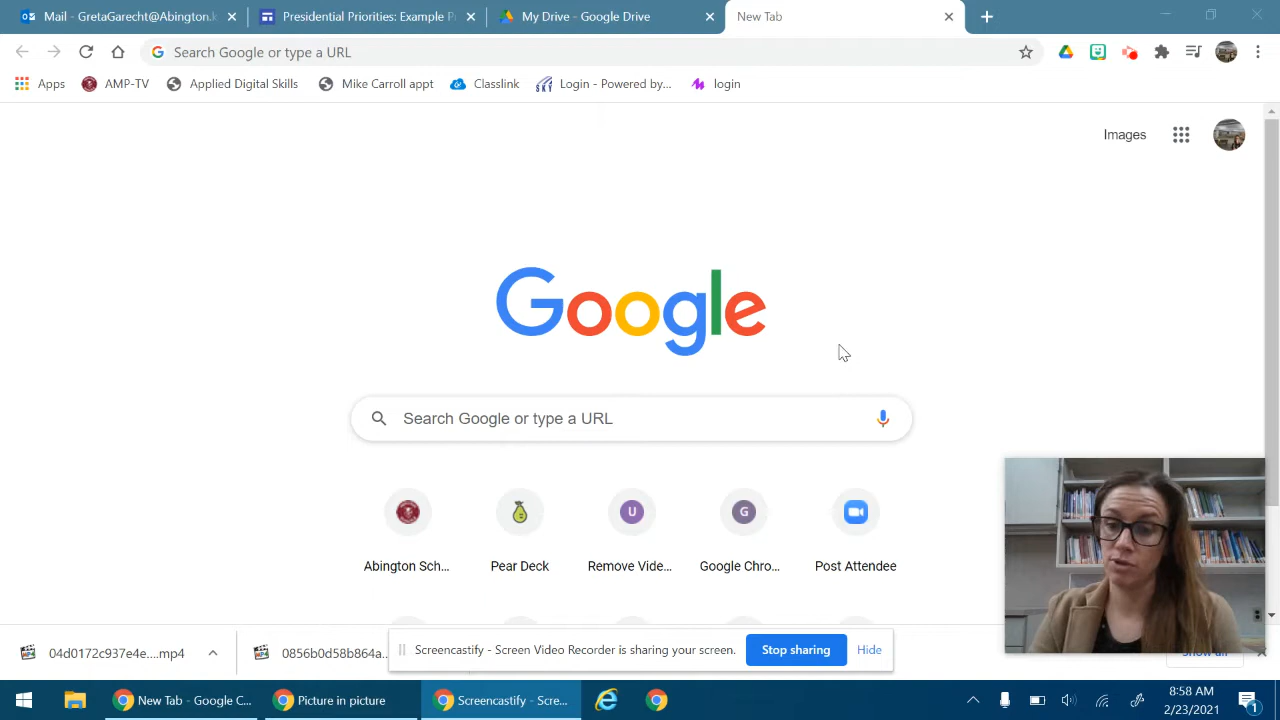 Mail - GretaGarecht@Abington.k
Presidential Priorities: Example P
My Drive - Google Drive
New Tab
Search Google or type a URL
Apps
AMP-TV
Applied Digital Skills
Mike Carroll appt
Classlink
Login - Powered by...
login
Images
Google
Search Google or type a URL
U
G
Abington Sch...
Pear Deck
Remove Vide...
Google Chro...
Post Attendee
04d0172c937e4e....mp4
0856b0d58b864a..
Screencastify - Screen Video Recorder is sharing your screen.
Stop sharing
Hide
Show all
New Tab - Google C...
Picture in picture
Screencastify - Scre...
8:58 AM
2/23/2021
1